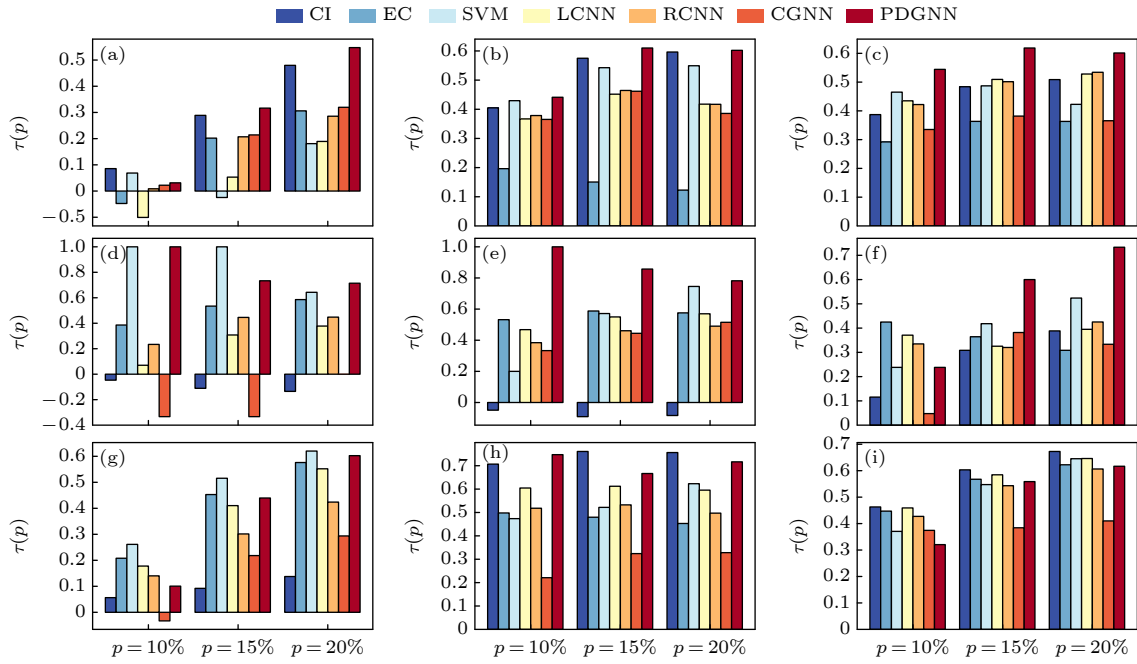 CI EC SVM LCNN RCNN CGNN PDGNN
(a) (b) (c)
τ(p) 0.5 0.4 0.3 0.2 0.1 0 −0.5
τ(p) 0.6 0.5 0.4 0.3 0.2 0.1 0
τ(p) 0.6 0.5 0.4 0.3 0.2 0.1 0
(d) (e) (f)
τ(p) 1.0 0.8 0.6 0.4 0.2 0 −0.2 −0.4
τ(p) 1.0 0.8 0.6 0.4 0.2 0
τ(p) 0.7 0.6 0.5 0.4 0.3 0.2 0.1 0
(g) (h) (i)
τ(p) 0.6 0.5 0.4 0.3 0.2 0.1 0
τ(p) 0.7 0.6 0.5 0.4 0.3 0.2 0.1 0
τ(p) 0.7 0.6 0.5 0.4 0.3 0.2 0.1 0
p = 10% p = 15% p = 20% p = 10% p = 15% p = 20% p = 10% p = 15% p = 20%